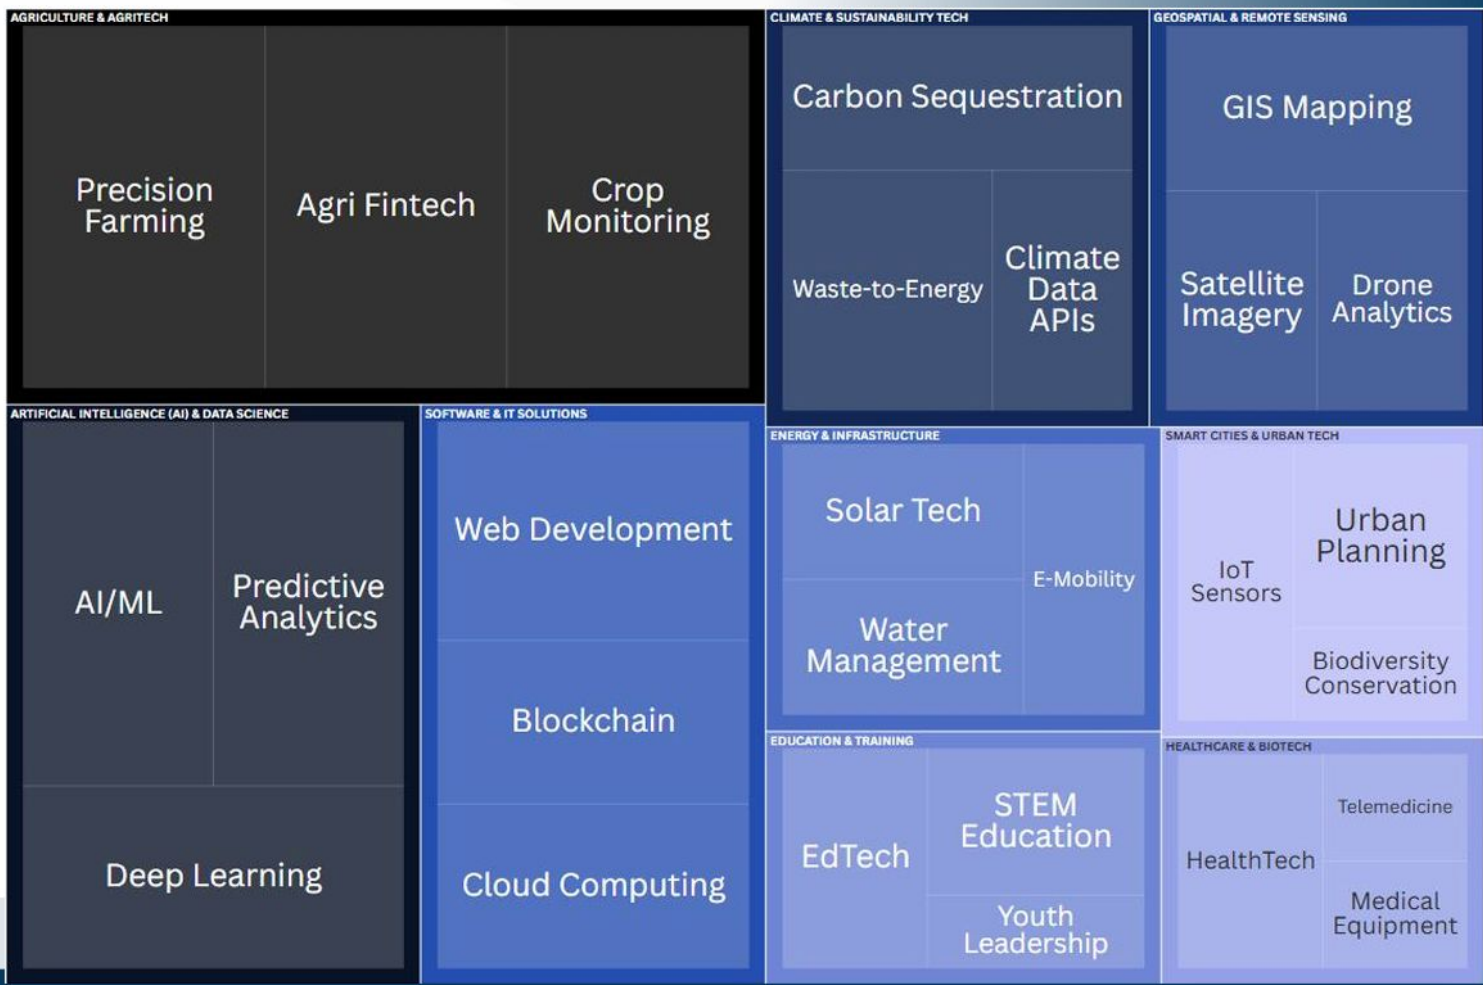 AGRICULTURE & AGRITECH
Precision
Farming
Agri Fintech
Crop
Monitoring
CLIMATE & SUSTAINABILITY TECH
Carbon Sequestration
Waste-to-Energy
Climate
Data
APIs
GEOSPATIAL & REMOTE SENSING
GIS Mapping
Satellite
Imagery
Drone
Analytics
ARTIFICIAL INTELLIGENCE (AI) & DATA SCIENCE
AI/ML
Predictive
Analytics
Deep Learning
SOFTWARE & IT SOLUTIONS
Web Development
Blockchain
Cloud Computing
ENERGY & INFRASTRUCTURE
Solar Tech
Water
Management
E-Mobility
SMART CITIES & URBAN TECH
IoT
Sensors
Urban
Planning
Biodiversity
Conservation
EDUCATION & TRAINING
EdTech
STEM
Education
Youth
Leadership
HEALTHCARE & BIOTECH
HealthTech
Telemedicine
Medical
Equipment